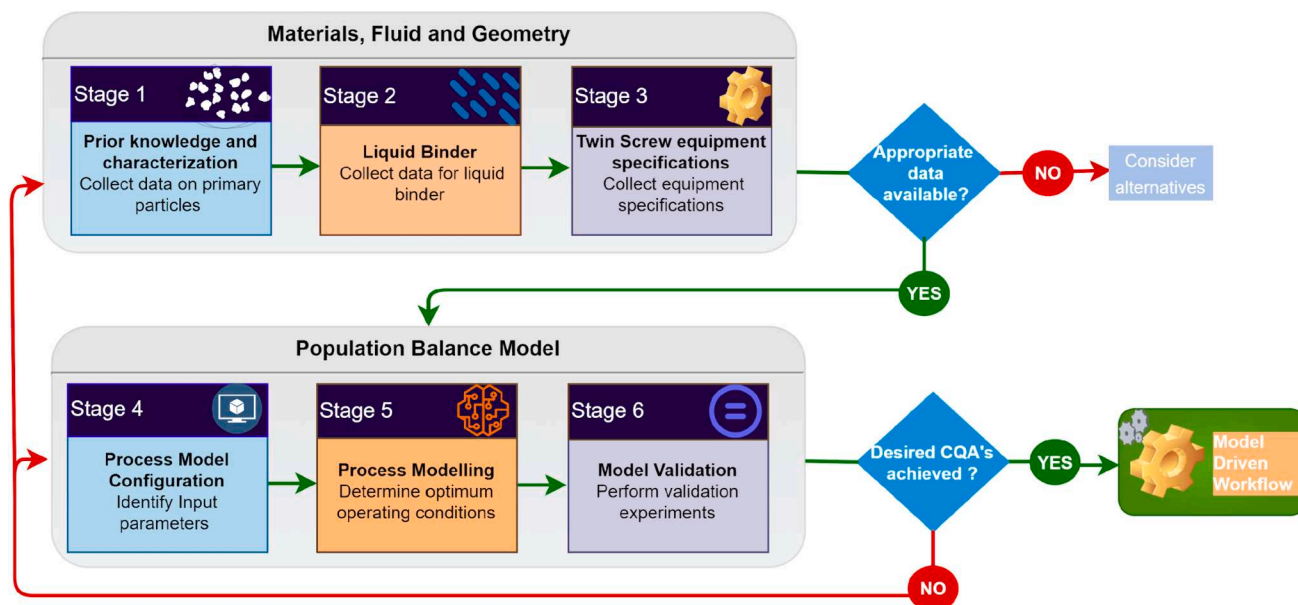 Materials, Fluid and Geometry
Stage 1
Prior knowledge and
characterization
Collect data on primary
particles
Stage 2
Liquid Binder
Collect data for liquid
binder
Stage 3
Twin Screw equipment
specifications
Collect equipment
specifications
Appropriate
data
available?
NO
Consider
alternatives
YES
Population Balance Model
Stage 4
Process Model
Configuration
Identify Input
parameters
Stage 5
Process Modelling
Determine optimum
operating conditions
Stage 6
Model Validation
Perform validation
experiments
Desired CQA's
achieved ?
YES
Model
Driven
Workflow
NO